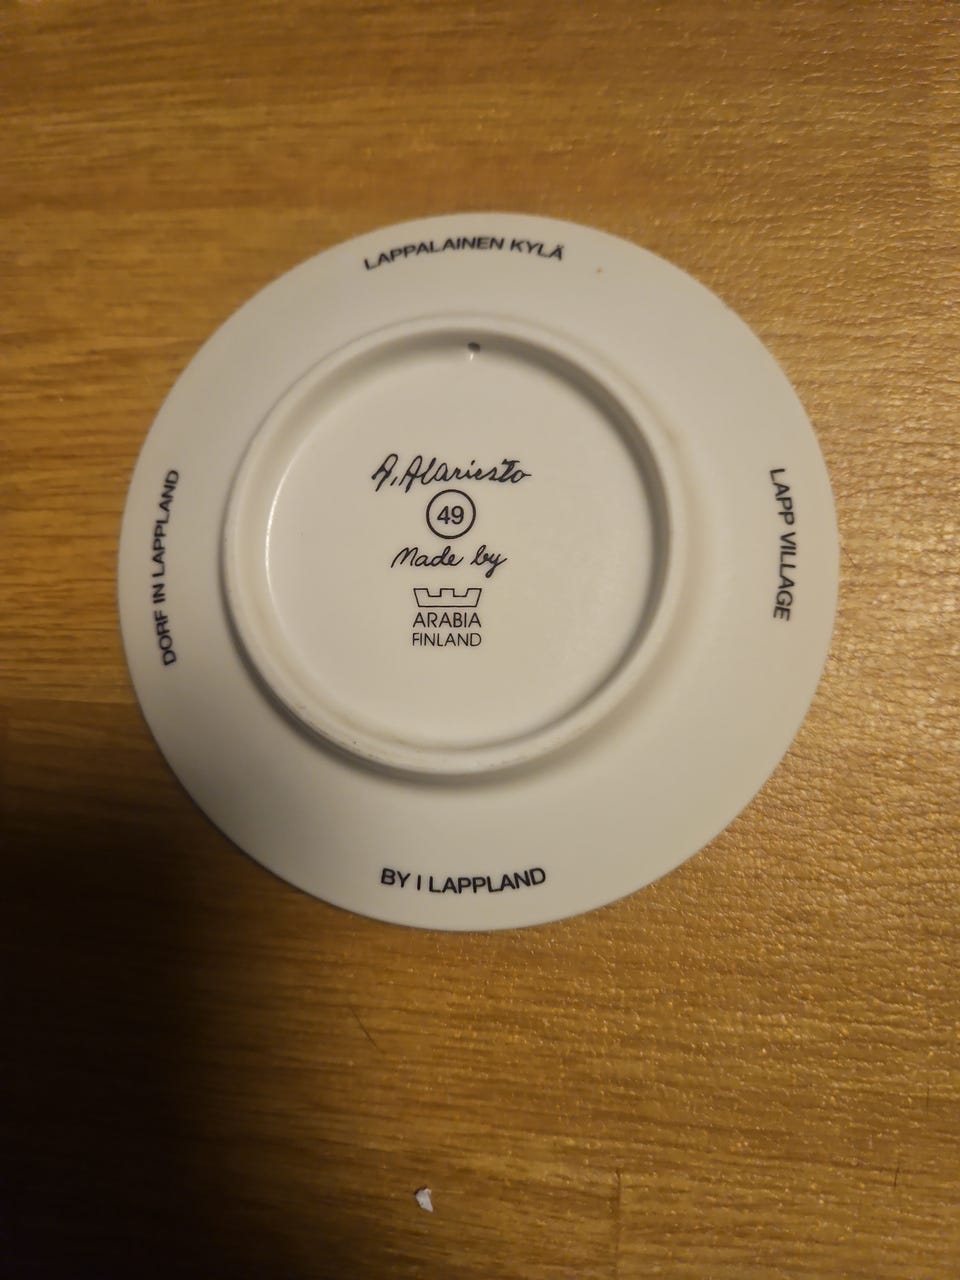 LAPPALAINEN KYLÄ
LAPP VILLAGE
BY I LAPPLAND
DORF IN LAPPLAND
A. Alariesto
49
Made by
ARABIA
FINLAND